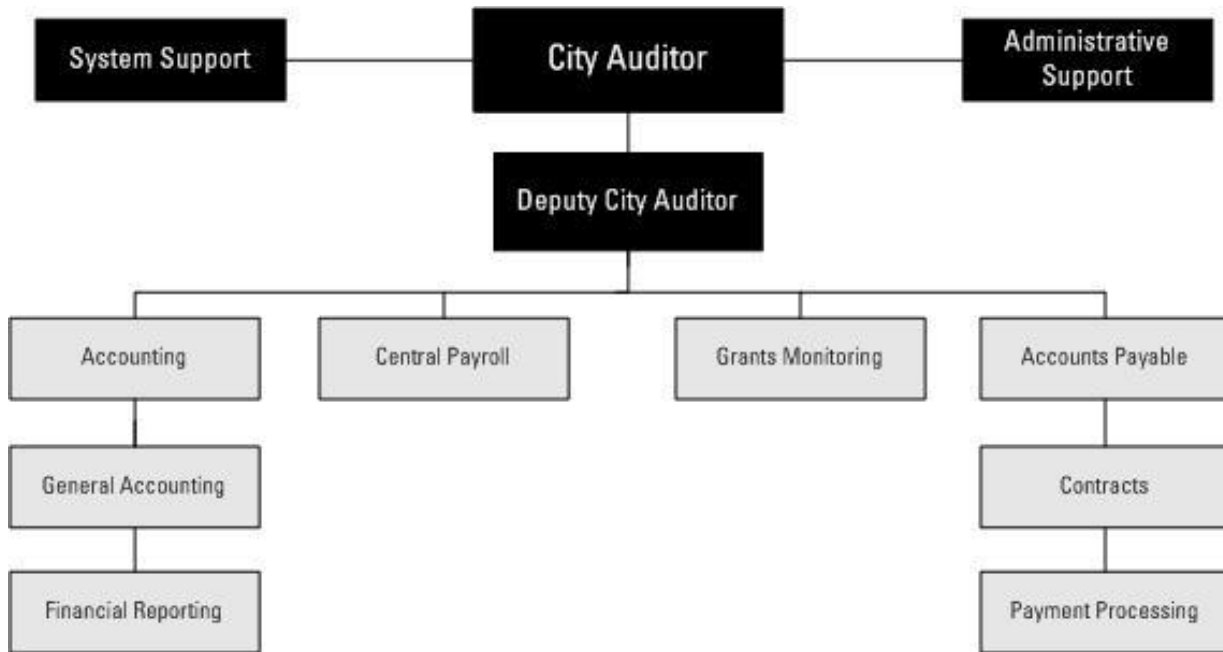 System Support
City Auditor
Administrative
Support
Deputy City Auditor
Accounting
Central Payroll
Grants Monitoring
Accounts Payable
General Accounting
Contracts
Financial Reporting
Payment Processing